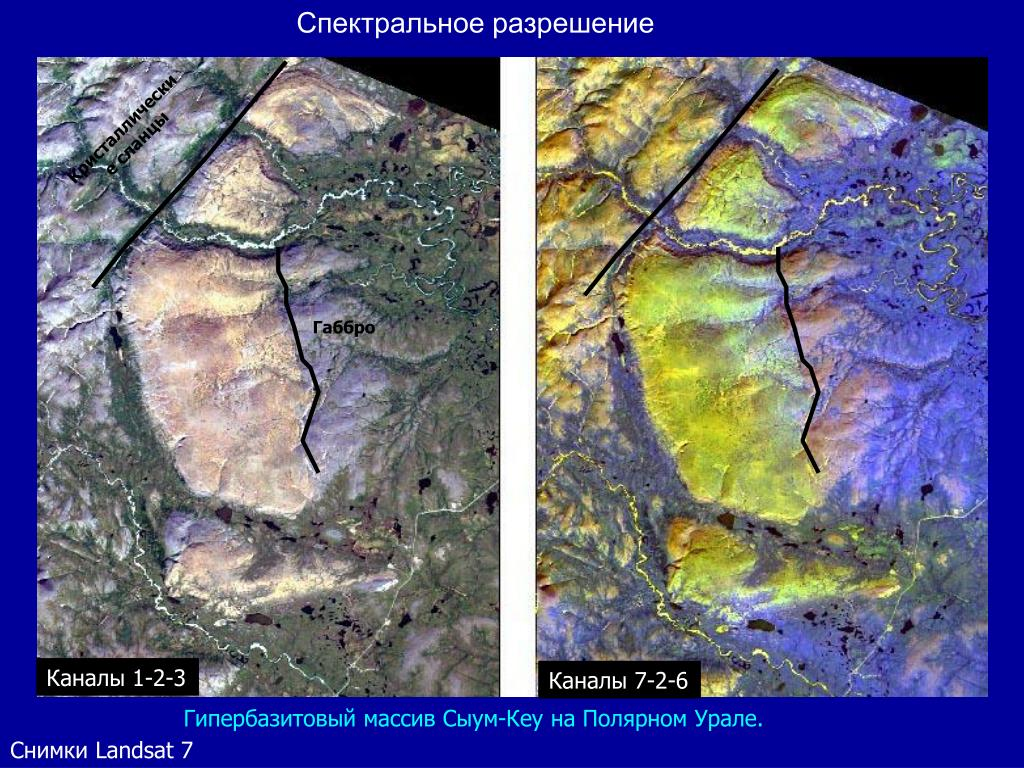 Спектральное разрешение
Кристаллически
е сланцы
Габбро
Каналы 1-2-3
Каналы 7-2-6
Гипербазитовый массив Сыум-Кеу на Полярном Урале.
Снимки Landsat 7